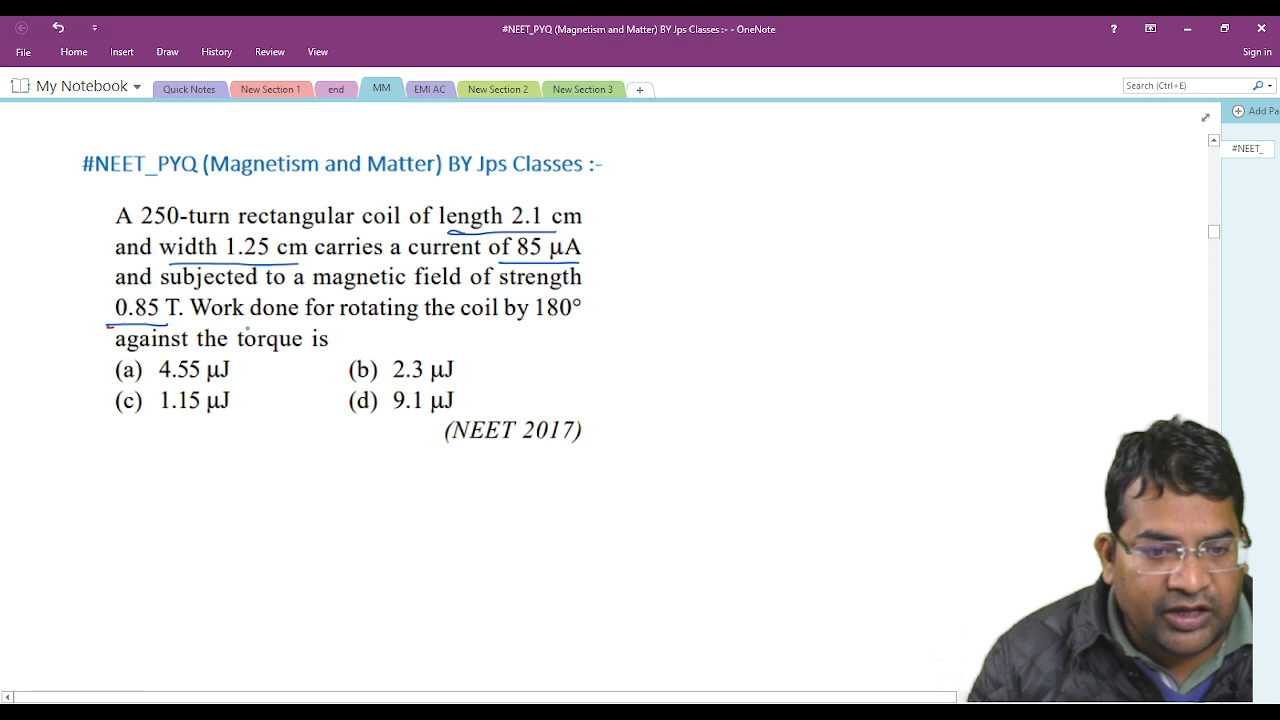 #NEET_PYQ (Magnetism and Matter) BY Jps Classes :- - OneNote
?
File Home Insert Draw History Review View
Sign in
My Notebook
Quick Notes
New Section 1
end
MM
EMI AC
New Section 2
New Section 3
+
Search (Ctrl+E)
Add Pa
#NEET_
#NEET_PYQ (Magnetism and Matter) BY Jps Classes :-
A 250-turn rectangular coil of length 2.1 cm
and width 1.25 cm carries a current of 85 μA
and subjected to a magnetic field of strength
0.85 T. Work done for rotating the coil by 180°
against the torque is
(a) 4.55 μJ (b) 2.3 μJ
(c) 1.15 μJ (d) 9.1 μJ
(NEET 2017)